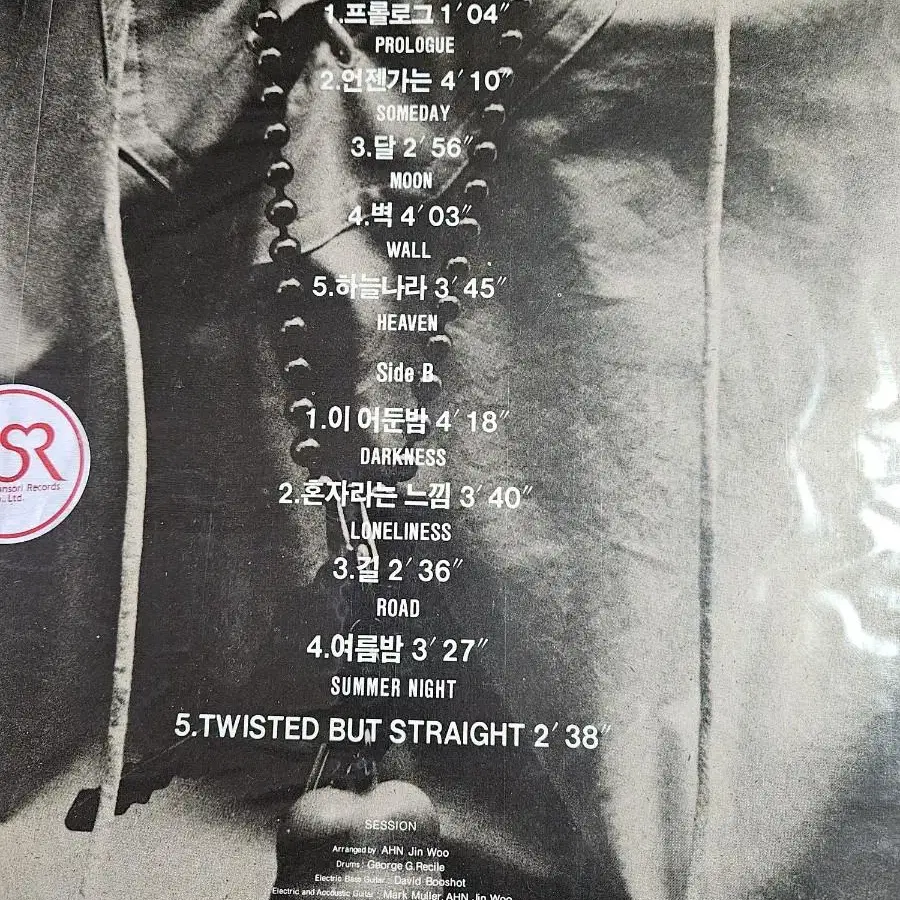 1.프롤로그 1′ 04″
PROLOGUE
2.언젠가는 4′ 10″
SOMEDAY
3.달 2′ 56″
MOON
4.벽 4′ 03″
WALL
5.하늘나라 3′ 45″
HEAVEN
Side B
1.이 어둔밤 4′ 18″
DARKNESS
2.혼자라는 느낌 3′ 40″
LONELINESS
3.길 2′ 36″
ROAD
4.여름밤 3′ 27″
SUMMER NIGHT
5.TWISTED BUT STRAIGHT 2′ 38″
SR
Records
Ltd.
SESSION
Arranged by: AHN Jin Woo
Drums: George G.Recile
Electric Bass Guitar: David Booshot
Electric and Accoustic Guitar: Mark Muller, AHN Jin Woo